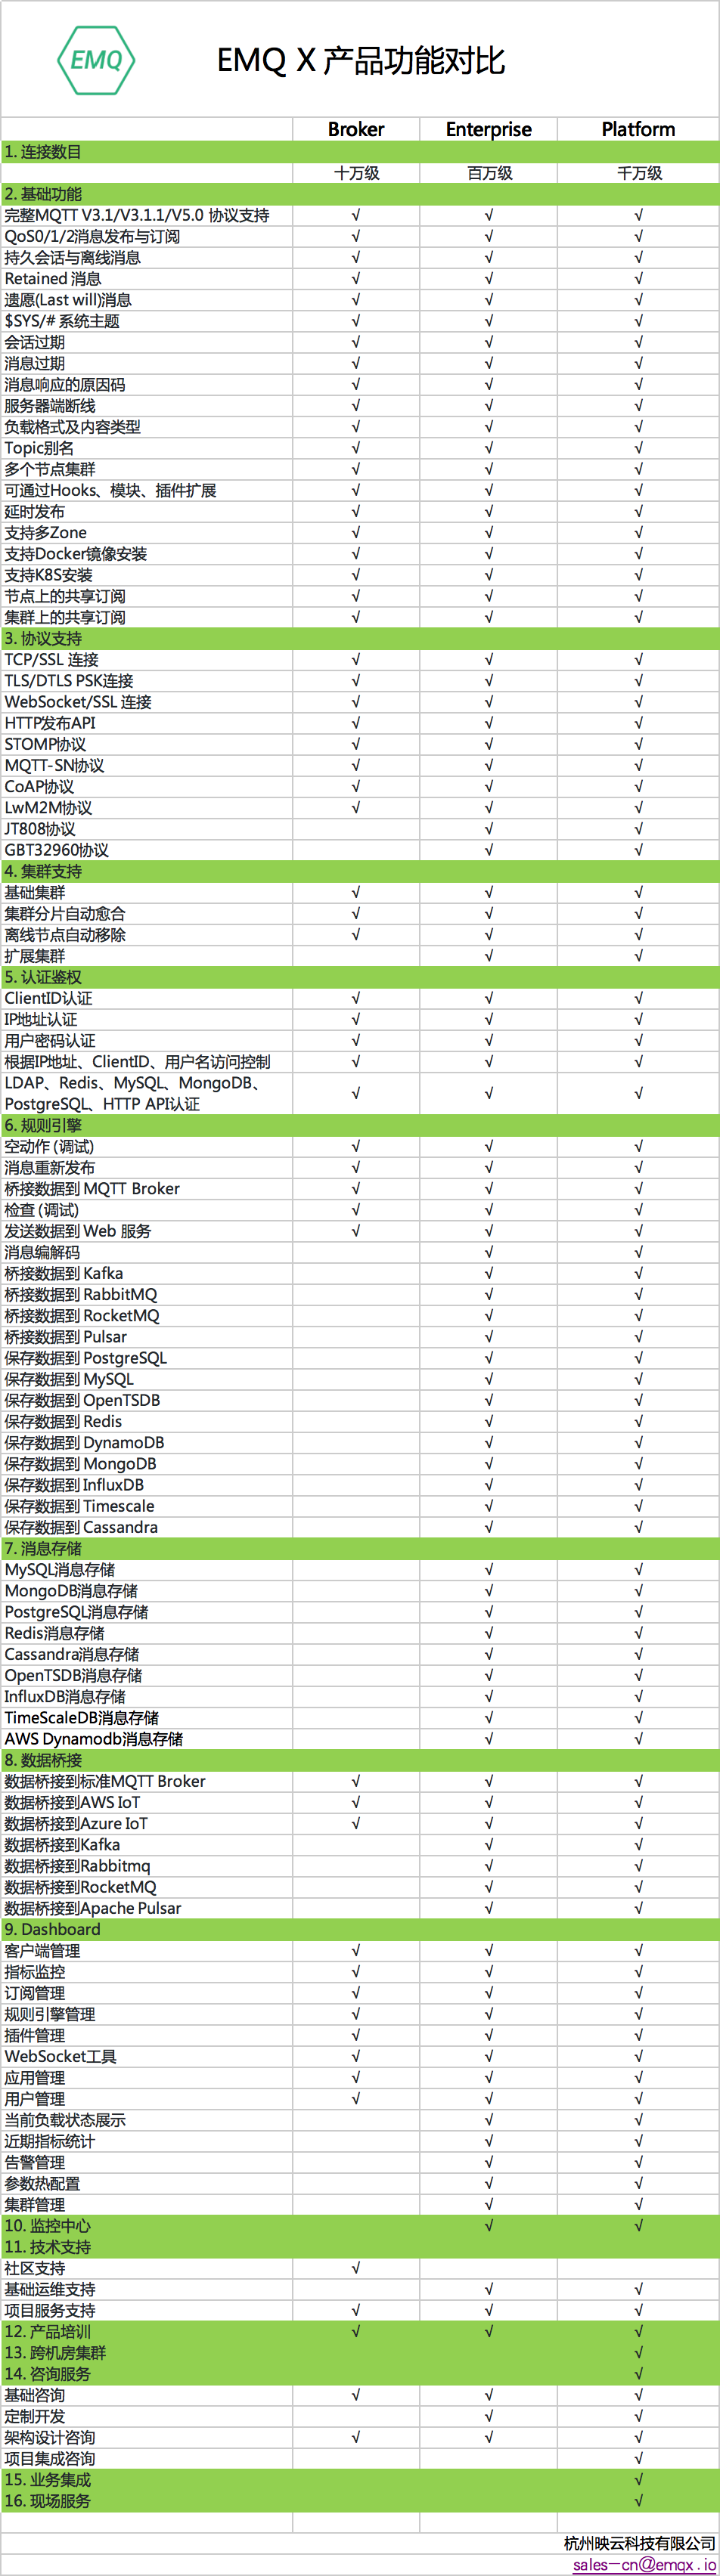 EMQ
EMQ X 产品功能对比
Broker Enterprise Platform
1. 连接数目
十万级 百万级 千万级
2. 基础功能
完整MQTT V3.1/V3.1.1/V5.0 协议支持 √ √ √
QoS0/1/2消息发布与订阅 √ √ √
持久会话与离线消息 √ √ √
Retained 消息 √ √ √
遗愿(Last will)消息 √ √ √
$SYS/# 系统主题 √ √ √
会话过期 √ √ √
消息过期 √ √ √
消息响应的原因码 √ √ √
服务器端断线 √ √ √
负载格式及内容类型 √ √ √
Topic别名 √ √ √
多个节点集群 √ √ √
可通过Hooks、模块、插件扩展 √ √ √
延时发布 √ √ √
支持多Zone √ √ √
支持Docker镜像安装 √ √ √
支持K8S安装 √ √ √
节点上的共享订阅 √ √ √
集群上的共享订阅 √ √ √
3. 协议支持
TCP/SSL 连接 √ √ √
TLS/DTLS PSK连接 √ √ √
WebSocket/SSL 连接 √ √ √
HTTP发布API √ √ √
STOMP协议 √ √ √
MQTT-SN协议 √ √ √
CoAP协议 √ √ √
LwM2M协议 √ √ √
JT808协议 √ √
GBT32960协议 √ √
4. 集群支持
基础集群 √ √ √
集群分片自动愈合 √ √ √
离线节点自动移除 √ √ √
扩展集群 √ √
5. 认证鉴权
ClientID认证 √ √ √
IP地址认证 √ √ √
用户密码认证 √ √ √
根据IP地址、ClientID、用户名访问控制 √ √ √
LDAP、Redis、MySQL、MongoDB、
PostgreSQL、HTTP API认证 √ √ √
6. 规则引擎
空动作 (调试) √ √ √
消息重新发布 √ √ √
桥接数据到 MQTT Broker √ √ √
检查 (调试) √ √ √
发送数据到 Web 服务 √ √ √
消息编解码 √ √
桥接数据到 Kafka √ √
桥接数据到 RabbitMQ √ √
桥接数据到 RocketMQ √ √
桥接数据到 Pulsar √ √
保存数据到 PostgreSQL √ √
保存数据到 MySQL √ √
保存数据到 OpenTSDB √ √
保存数据到 Redis √ √
保存数据到 DynamoDB √ √
保存数据到 MongoDB √ √
保存数据到 InfluxDB √ √
保存数据到 Timescale √ √
保存数据到 Cassandra √ √
7. 消息存储
MySQL消息存储 √ √
MongoDB消息存储 √ √
PostgreSQL消息存储 √ √
Redis消息存储 √ √
Cassandra消息存储 √ √
OpenTSDB消息存储 √ √
InfluxDB消息存储 √ √
TimeScaleDB消息存储 √ √
AWS Dynamodb消息存储 √ √
8. 数据桥接
数据桥接到标准MQTT Broker √ √ √
数据桥接到AWS IoT √ √ √
数据桥接到Azure IoT √ √ √
数据桥接到Kafka √ √
数据桥接到Rabbitmq √ √
数据桥接到RocketMQ √ √
数据桥接到Apache Pulsar √ √
9. Dashboard
客户端管理 √ √ √
指标监控 √ √ √
订阅管理 √ √ √
规则引擎管理 √ √ √
插件管理 √ √ √
WebSocket工具 √ √ √
应用管理 √ √ √
用户管理 √ √ √
当前负载状态展示 √ √
近期指标统计 √ √
告警管理 √ √
参数热配置 √ √
集群管理 √ √
10. 监控中心 √ √
11. 技术支持
社区支持 √
基础运维支持 √ √
项目服务支持 √ √ √
12. 产品培训 √ √ √
13. 跨机房集群 √
14. 咨询服务 √
基础咨询 √ √ √
定制开发 √ √
架构设计咨询 √ √ √
项目集成咨询 √
15. 业务集成 √
16. 现场服务 √
杭州映云科技有限公司
sales-cn@emqx.io